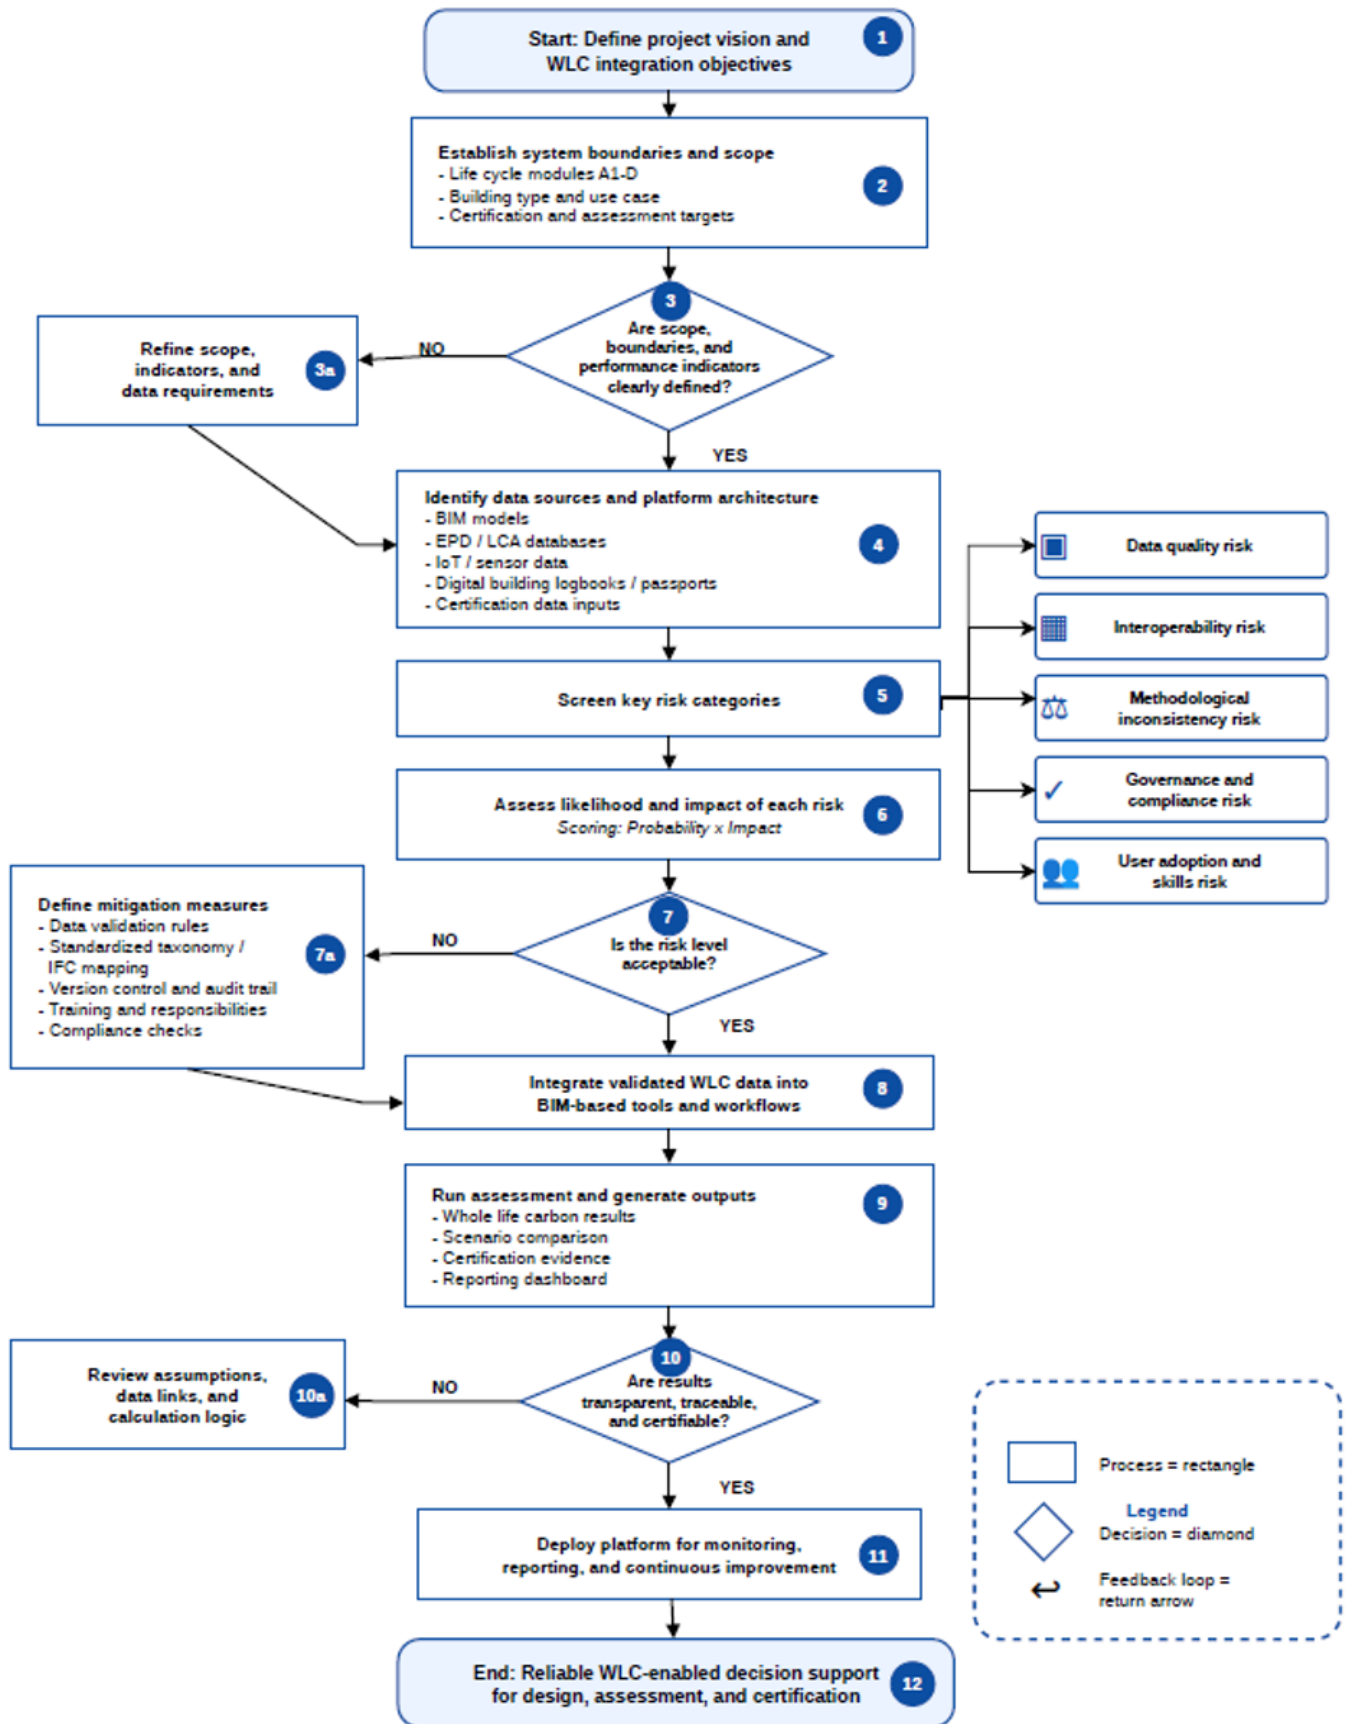 Start: Define project vision and
WLC integration objectives
1
Establish system boundaries and scope
- Life cycle modules A1-D
- Building type and use case
- Certification and assessment targets
2
3
Are scope,
boundaries, and
performance indicators
clearly defined?
NO
Refine scope,
indicators, and
data requirements
3a
YES
Identify data sources and platform architecture
- BIM models
- EPD / LCA databases
- IoT / sensor data
- Digital building logbooks / passports
- Certification data inputs
4
Screen key risk categories
5
Data quality risk
Interoperability risk
Methodological
inconsistency risk
Governance and
compliance risk
User adoption and
skills risk
Assess likelihood and impact of each risk
Scoring: Probability x Impact
6
7
Is the risk level
acceptable?
NO
Define mitigation measures
- Data validation rules
- Standardized taxonomy /
IFC mapping
- Version control and audit trail
- Training and responsibilities
- Compliance checks
7a
YES
Integrate validated WLC data into
BIM-based tools and workflows
8
Run assessment and generate outputs
- Whole life carbon results
- Scenario comparison
- Certification evidence
- Reporting dashboard
9
10
Are results
transparent, traceable,
and certifiable?
NO
Review assumptions,
data links, and
calculation logic
10a
YES
Deploy platform for monitoring,
reporting, and continuous improvement
11
End: Reliable WLC-enabled decision support
for design, assessment, and certification
12
Process = rectangle
Legend
Decision = diamond
Feedback loop =
return arrow